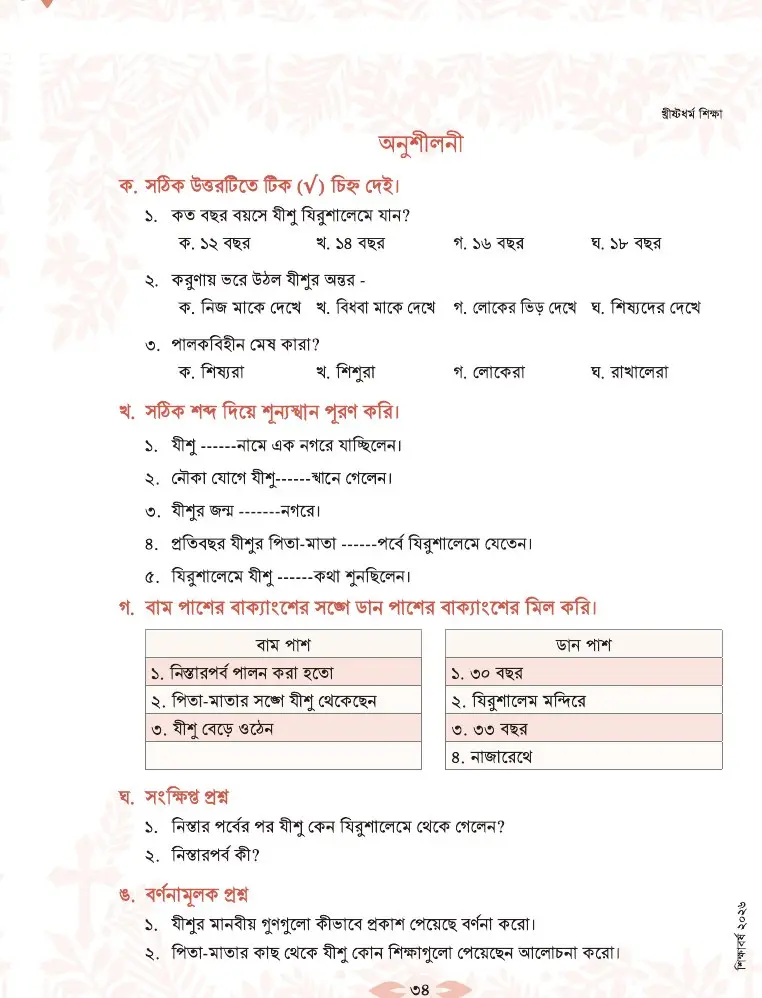 খ্রীষ্টধর্ম শিক্ষা
অনুশীলনী
ক. সঠিক উত্তরটিতে টিক (√) চিহ্ন দেই।
১. কত বছর বয়সে যীশু যিরুশালেমে যান?
ক. ১২ বছর খ. ১৪ বছর গ. ১৬ বছর ঘ. ১৮ বছর
২. করুণায় ভরে উঠল যীশুর অন্তর -
ক. নিজ মাকে দেখে খ. বিধবা মাকে দেখে গ. লোকের ভিড় দেখে ঘ. শিষ্যদের দেখে
৩. পালকবিহীন মেষ কারা?
ক. শিষ্যরা খ. শিশুরা গ. লোকেরা ঘ. রাখালেরা
খ. সঠিক শব্দ দিয়ে শূন্যস্থান পূরণ করি।
১. যীশু ------নামে এক নগরে যাচ্ছিলেন।
২. নৌকা যোগে যীশু------স্থানে গেলেন।
৩. যীশুর জন্ম -------নগরে।
৪. প্রতিবছর যীশুর পিতা-মাতা ------পর্বে যিরুশালেমে যেতেন।
৫. যিরুশালেমে যীশু ------কথা শুনছিলেন।
গ. বাম পাশের বাক্যাংশের সঙ্গে ডান পাশের বাক্যাংশের মিল করি।
বাম পাশ ডান পাশ
১. নিস্তারপর্ব পালন করা হতো ১. ৩০ বছর
২. পিতা-মাতার সঙ্গে যীশু থেকেছেন ২. যিরুশালেম মন্দিরে
৩. যীশু বেড়ে ওঠেন ৩. ৩৩ বছর
৪. নাজারেথে
ঘ. সংক্ষিপ্ত প্রশ্ন
১. নিস্তার পর্বের পর যীশু কেন যিরুশালেমে থেকে গেলেন?
২. নিস্তারপর্ব কী?
ঙ. বর্ণনামূলক প্রশ্ন
১. যীশুর মানবীয় গুণগুলো কীভাবে প্রকাশ পেয়েছে বর্ণনা করো।
২. পিতা-মাতার কাছ থেকে যীশু কোন শিক্ষাগুলো পেয়েছেন আলোচনা করো।
শিক্ষাবর্ষ ২০২৬
৩৪